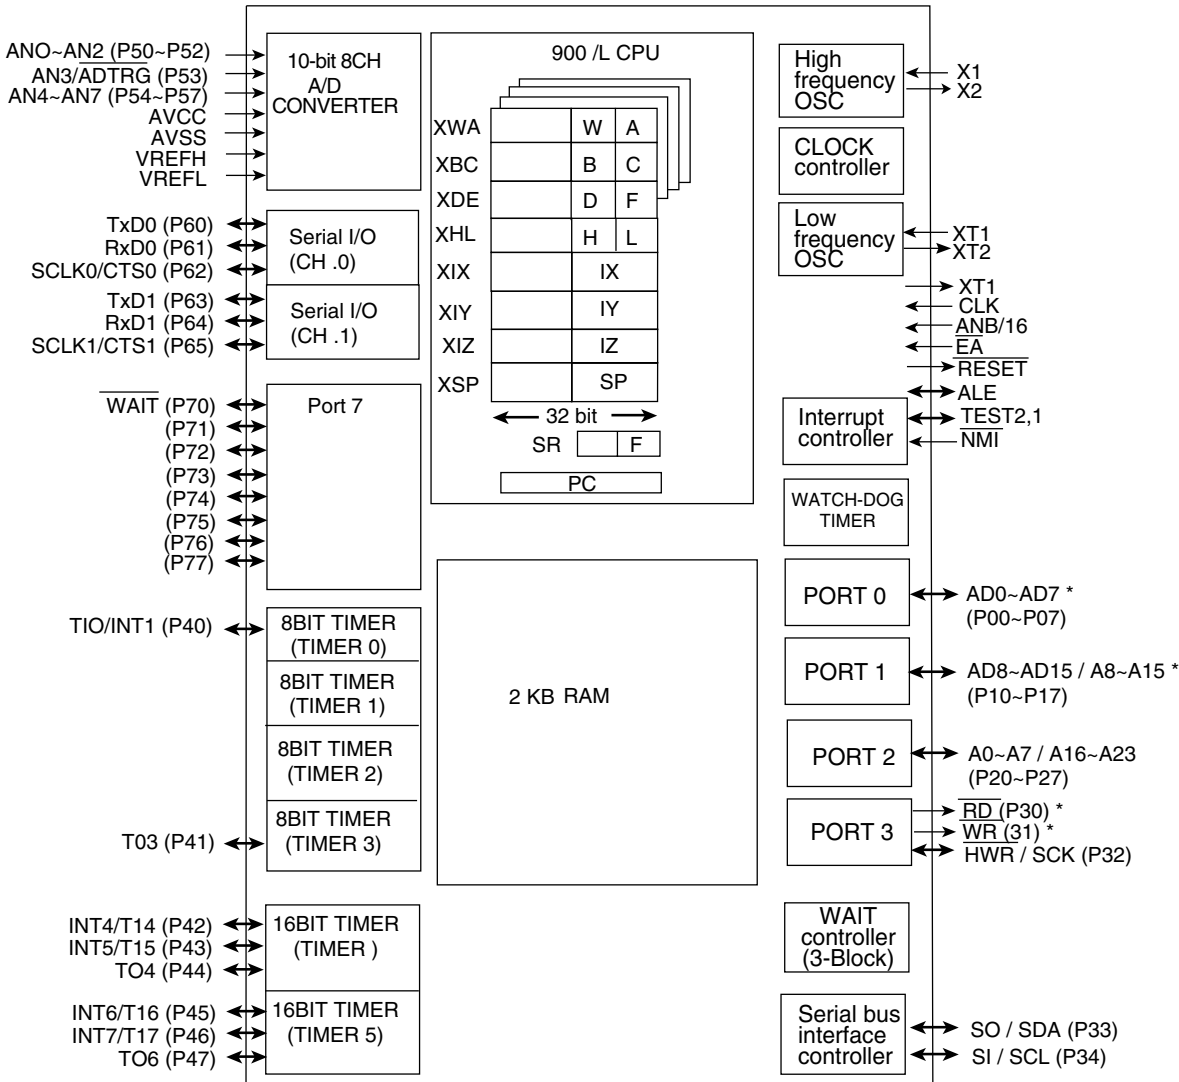 ANO~AN2 (P50~P52)
AN3/ADTRG (P53)
AN4~AN7 (P54~P57)
AVCC
AVSS
VREFH
VREFL
10-bit 8CH
A/D
CONVERTER
TxD0 (P60)
RxD0 (P61)
SCLK0/CTS0 (P62)
Serial I/O
(CH .0)
TxD1 (P63)
RxD1 (P64)
SCLK1/CTS1 (P65)
Serial I/O
(CH .1)
WAIT (P70)
(P71)
(P72)
(P73)
(P74)
(P75)
(P76)
(P77)
Port 7
TIO/INT1 (P40)
8BIT TIMER
(TIMER 0)
8BIT TIMER
(TIMER 1)
8BIT TIMER
(TIMER 2)
T03 (P41)
8BIT TIMER
(TIMER 3)
INT4/T14 (P42)
INT5/T15 (P43)
TO4 (P44)
16BIT TIMER
(TIMER )
INT6/T16 (P45)
INT7/T17 (P46)
TO6 (P47)
16BIT TIMER
(TIMER 5)
900 /L CPU
XWA W A
XBC B C
XDE D F
XHL H L
XIX IX
XIY IY
XIZ IZ
XSP SP
32 bit
SR F
PC
2 KB RAM
High
frequency
OSC
X1
X2
CLOCK
controller
Low
frequency
OSC
XT1
XT2
XT1
CLK
ANB/16
EA
RESET
ALE
TEST2,1
NMI
Interrupt
controller
WATCH-DOG
TIMER
PORT 0
AD0~AD7 *
(P00~P07)
PORT 1
AD8~AD15 / A8~A15 *
(P10~P17)
PORT 2
A0~A7 / A16~A23
(P20~P27)
PORT 3
RD (P30) *
WR (31) *
HWR / SCK (P32)
WAIT
controller
(3-Block)
Serial bus
interface
controller
SO / SDA (P33)
SI / SCL (P34)